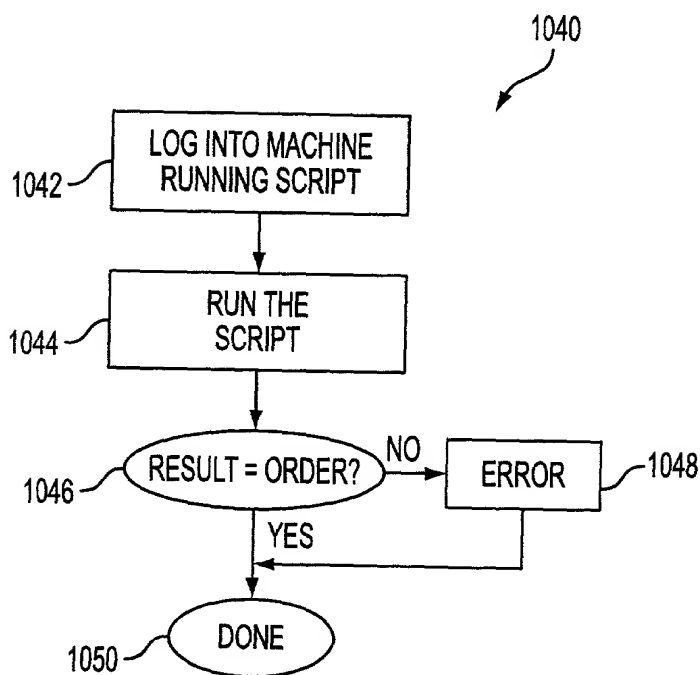 1040
LOG INTO MACHINE
RUNNING SCRIPT
1042
RUN THE
SCRIPT
1044
RESULT = ORDER?
NO
ERROR
1048
1046
YES
DONE
1050